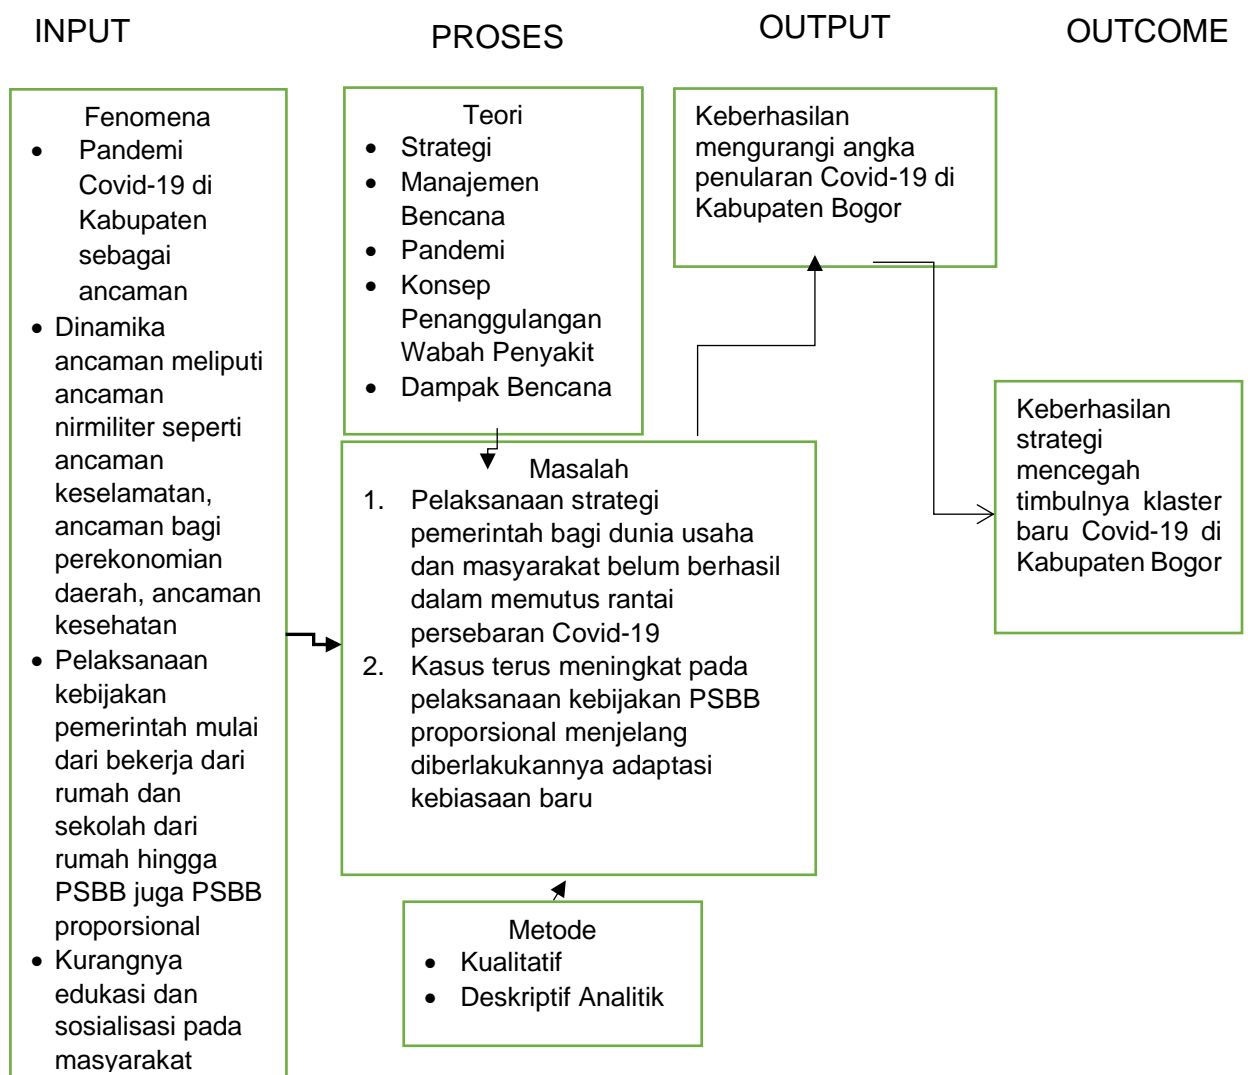 INPUT
PROSES
OUTPUT
OUTCOME
Fenomena
• Pandemi
Covid-19 di
Kabupaten
sebagai
ancaman
• Dinamika
ancaman meliputi
ancaman
nirmiliter seperti
ancaman
keselamatan,
ancaman bagi
perekonomian
daerah, ancaman
kesehatan
• Pelaksanaan
kebijakan
pemerintah mulai
dari bekerja dari
rumah dan
sekolah dari
rumah hingga
PSBB juga PSBB
proporsional
• Kurangnya
edukasi dan
sosialisasi pada
masyarakat
Teori
• Strategi
• Manajemen
Bencana
• Pandemi
• Konsep
Penanggulangan
Wabah Penyakit
• Dampak Bencana
Masalah
1. Pelaksanaan strategi
pemerintah bagi dunia usaha
dan masyarakat belum berhasil
dalam memutus rantai
persebaran Covid-19
2. Kasus terus meningkat pada
pelaksanaan kebijakan PSBB
proporsional menjelang
diberlakukannya adaptasi
kebiasaan baru
Metode
• Kualitatif
• Deskriptif Analitik
Keberhasilan
mengurangi angka
penularan Covid-19 di
Kabupaten Bogor
Keberhasilan
strategi
mencegah
timbulnya klaster
baru Covid-19 di
Kabupaten Bogor